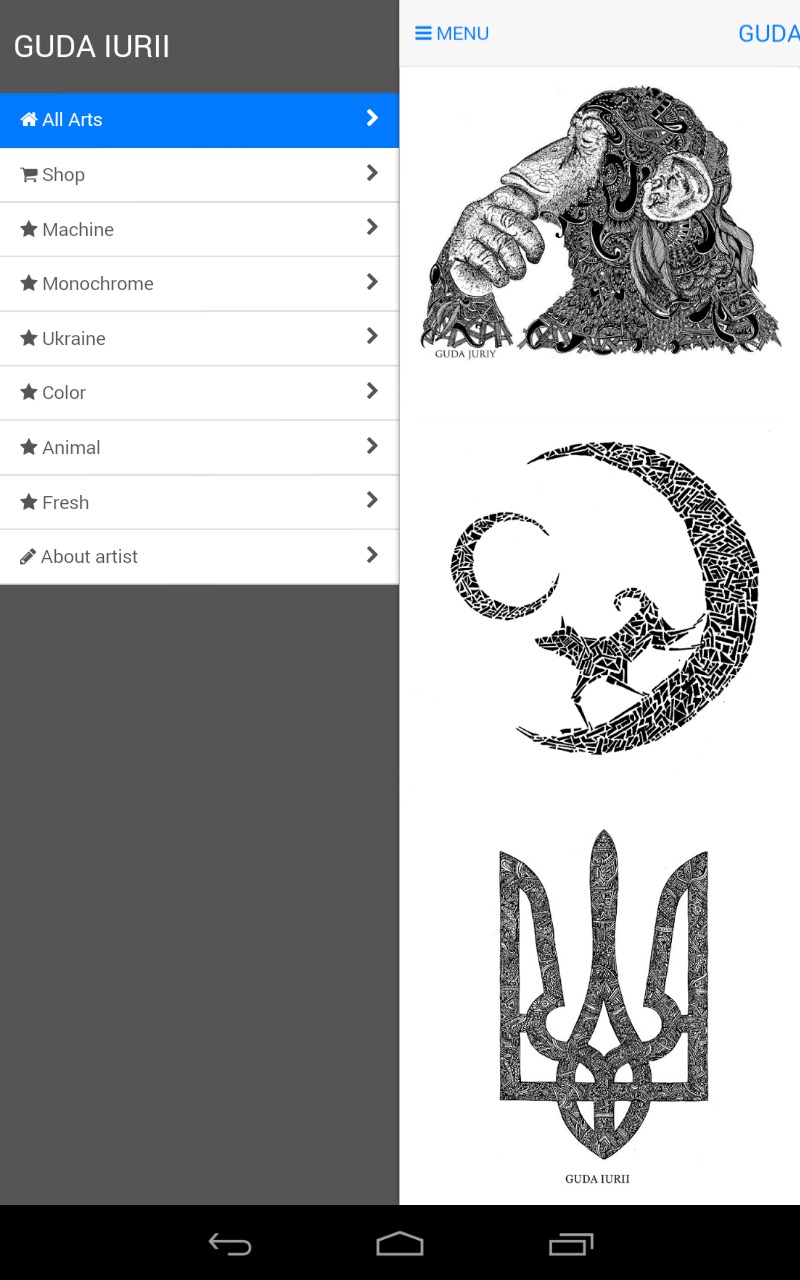 GUDA IURII
All Arts
Shop
Machine
Monochrome
Ukraine
Color
Animal
Fresh
About artist
MENU
GUDA
GUDA JURIY
GUDA IURII